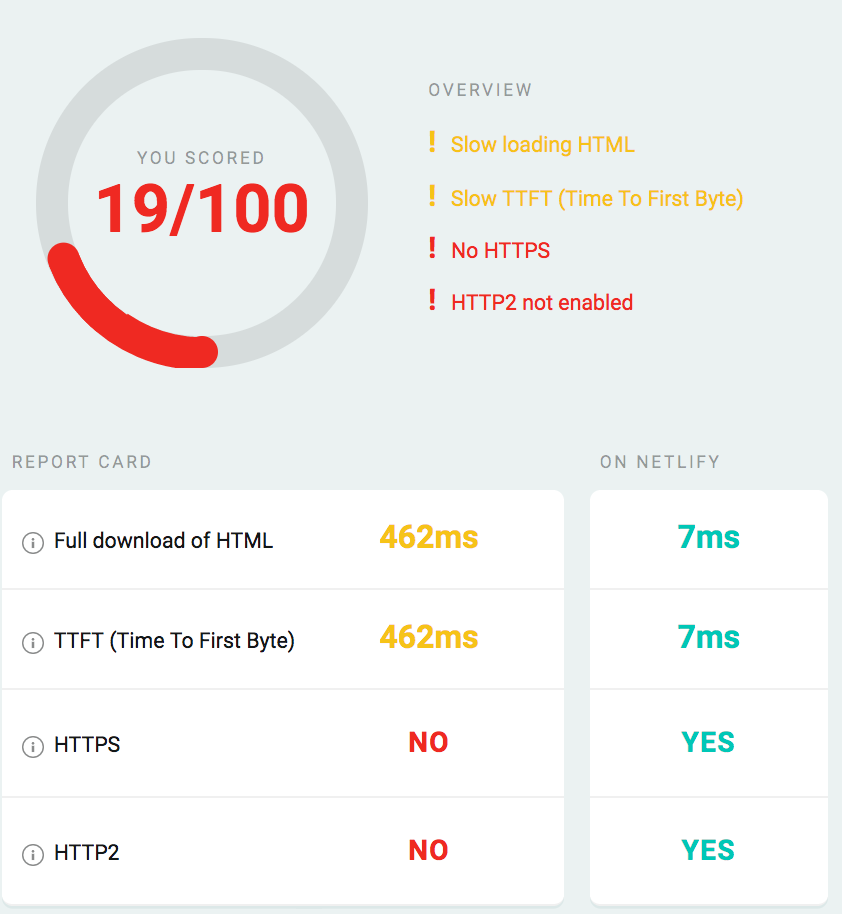 YOU SCORED
19/100
OVERVIEW
! Slow loading HTML
! Slow TTFT (Time To First Byte)
! No HTTPS
! HTTP2 not enabled
REPORT CARD
ON NETLIFY
Full download of HTML 462ms 7ms
TTFT (Time To First Byte) 462ms 7ms
HTTPS NO YES
HTTP2 NO YES